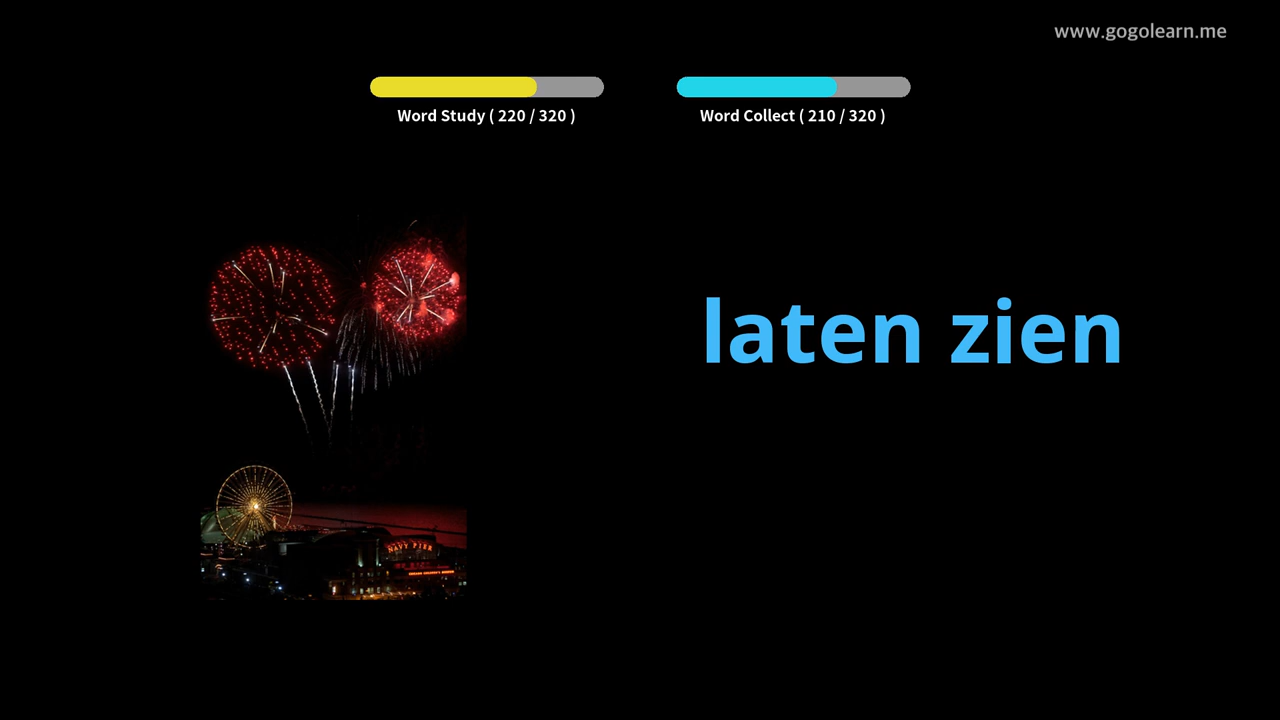 www.gogolearn.me
Word Study ( 220 / 320 )
Word Collect ( 210 / 320 )
laten zien
NAVY PIER